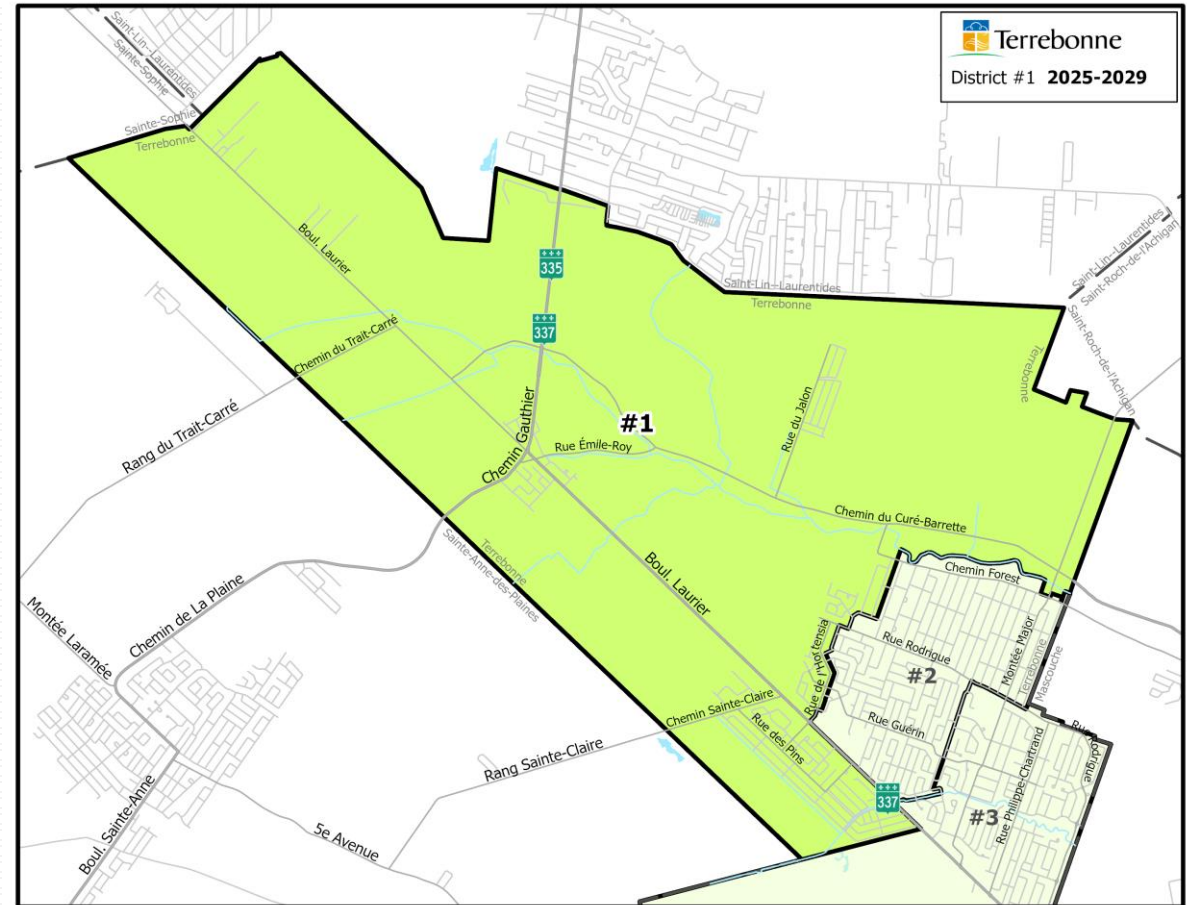 Terrebonne
District #1 2025-2029
Saint-Lin--Laurentides
Sainte-Sophie
Sainte-Sophie
Terrebonne
Boul. Laurier
335
337
Saint-Lin--Laurentides
Terrebonne
Saint-Lin--Laurentides
Saint-Roch-de-l'Achigan
Saint-Roch-de-l'Achigan
Terrebonne
Chemin du Trait-Carré
Rang du Trait-Carré
Chemin Gauthier
#1
Rue Émile-Roy
Rue du Jalon
Chemin du Curé-Barrette
Terrebonne
Sainte-Anne-des-Plaines
Boul. Laurier
Chemin Forest
Chemin de La Plaine
Montée Laramée
Rue de l'Hortensia
Rue Rodrigue
Montée Major
Terrebonne
Mascouche
#2
Chemin Sainte-Claire
Rang Sainte-Claire
Rue des Pins
Rue Guérin
Rue Philippe-Chartrand
Rue Rodrigue
337
#3
Boul. Sainte-Anne
5e Avenue